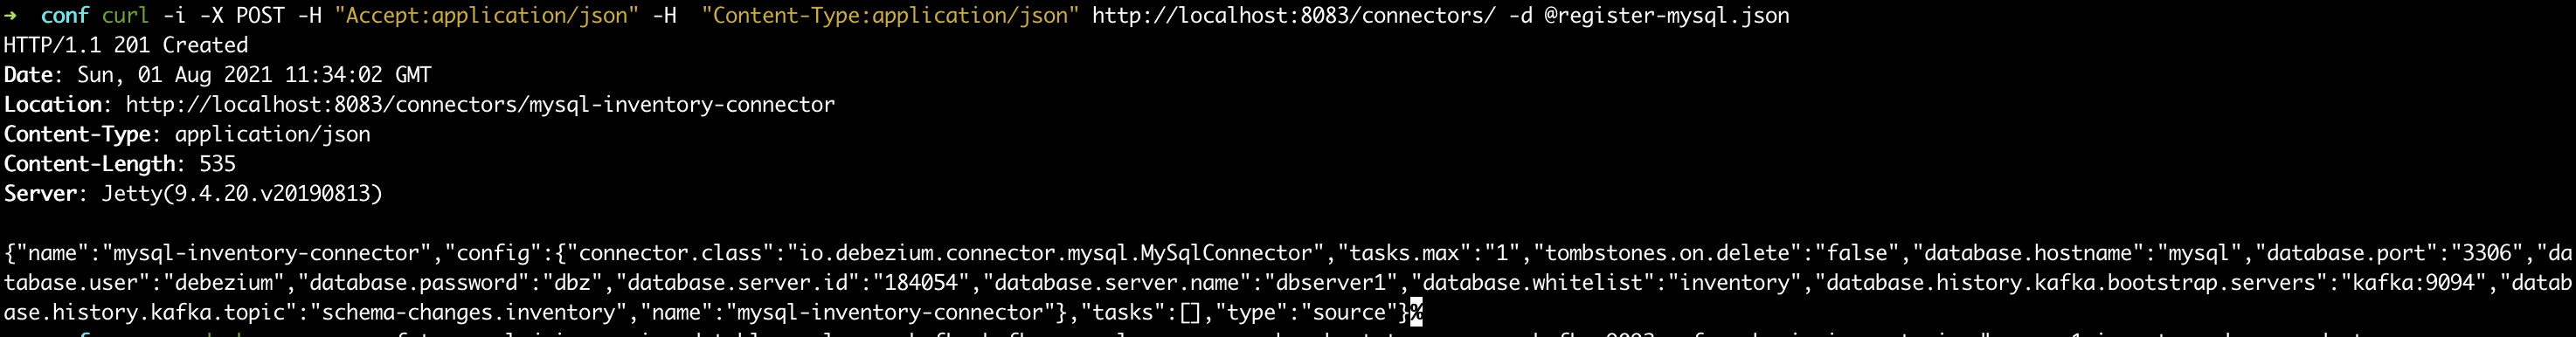 ➜  conf curl -i -X POST -H "Accept:application/json" -H  "Content-Type:application/json" http://localhost:8083/connectors/ -d @register-mysql.json
HTTP/1.1 201 Created
Date: Sun, 01 Aug 2021 11:34:02 GMT
Location: http://localhost:8083/connectors/mysql-inventory-connector
Content-Type: application/json
Content-Length: 535
Server: Jetty(9.4.20.v20190813)
{"name":"mysql-inventory-connector","config":{"connector.class":"io.debezium.connector.mysql.MySqlConnector","tasks.max":"1","tombstones.on.delete":"false","database.hostname":"mysql","database.port":"3306","da
tabase.user":"debezium","database.password":"dbz","database.server.id":"184054","database.server.name":"dbserver1","database.whitelist":"inventory","database.history.kafka.bootstrap.servers":"kafka:9094","datab
ase.history.kafka.topic":"schema-changes.inventory","name":"mysql-inventory-connector"},"tasks":[],"type":"source"}%